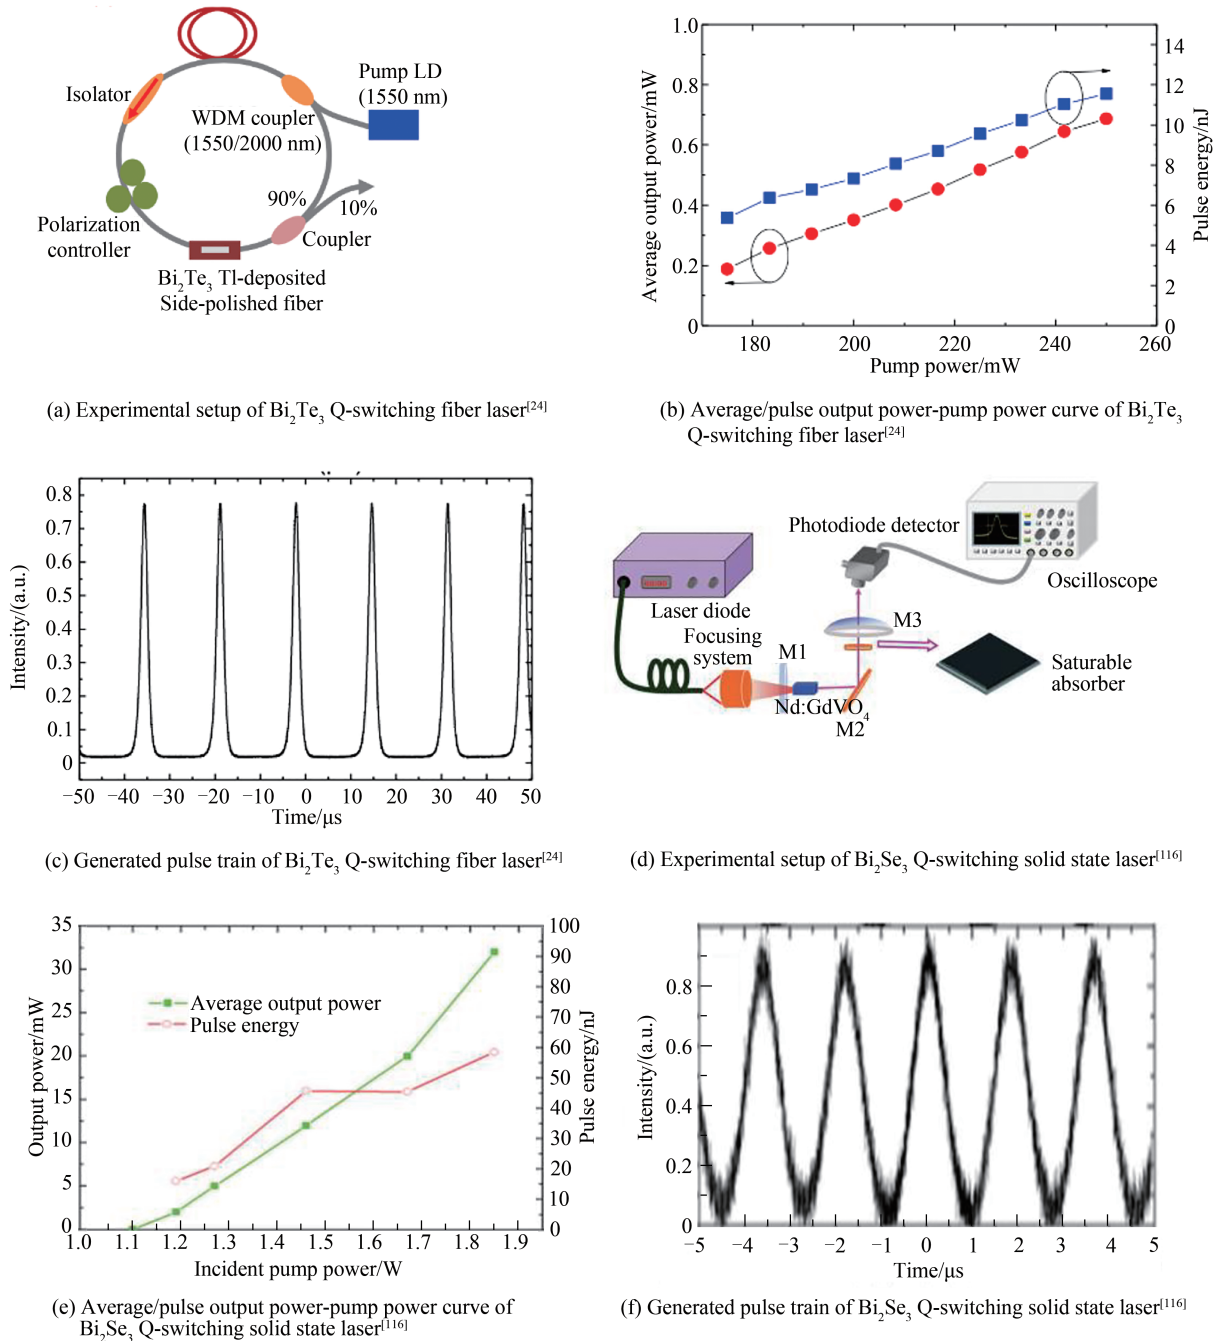 Isolator
Pump LD
(1550 nm)
WDM coupler
(1550/2000 nm)
90%
10%
Polarization
controller
Coupler
Bi₂Te₃ Tl-deposited
Side-polished fiber
(a) Experimental setup of Bi₂Te₃ Q-switching fiber laser[24]
Average output power/mW
1.0
0.8
0.6
0.4
0.2
0
14
12
10
8
6
4
2
0
Pulse energy/nJ
180 200 220 240 260
Pump power/mW
(b) Average/pulse output power-pump power curve of Bi₂Te₃
Q-switching fiber laser[24]
Intensity/(a.u.)
0.8
0.7
0.6
0.5
0.4
0.3
0.2
0.1
0
−50 −40 −30 −20 −10 0 10 20 30 40 50
Time/μs
(c) Generated pulse train of Bi₂Te₃ Q-switching fiber laser[24]
Photodiode detector
Oscilloscope
Laser diode
Focusing
system
M1
M3
Nd:GdVO₄
M2
Saturable
absorber
(d) Experimental setup of Bi₂Se₃ Q-switching solid state laser[116]
Output power/mW
35
30
25
20
15
10
5
0
Average output power
Pulse energy
100
90
80
70
60
50
40
30
20
10
0
Pulse energy/nJ
1.0 1.1 1.2 1.3 1.4 1.5 1.6 1.7 1.8 1.9
Incident pump power/W
(e) Average/pulse output power-pump power curve of
Bi₂Se₃ Q-switching solid state laser[116]
Intensity/(a.u.)
0.8
0.6
0.4
0.2
0
−5 −4 −3 −2 −1 0 1 2 3 4 5
Time/μs
(f) Generated pulse train of Bi₂Se₃ Q-switching solid state laser[116]